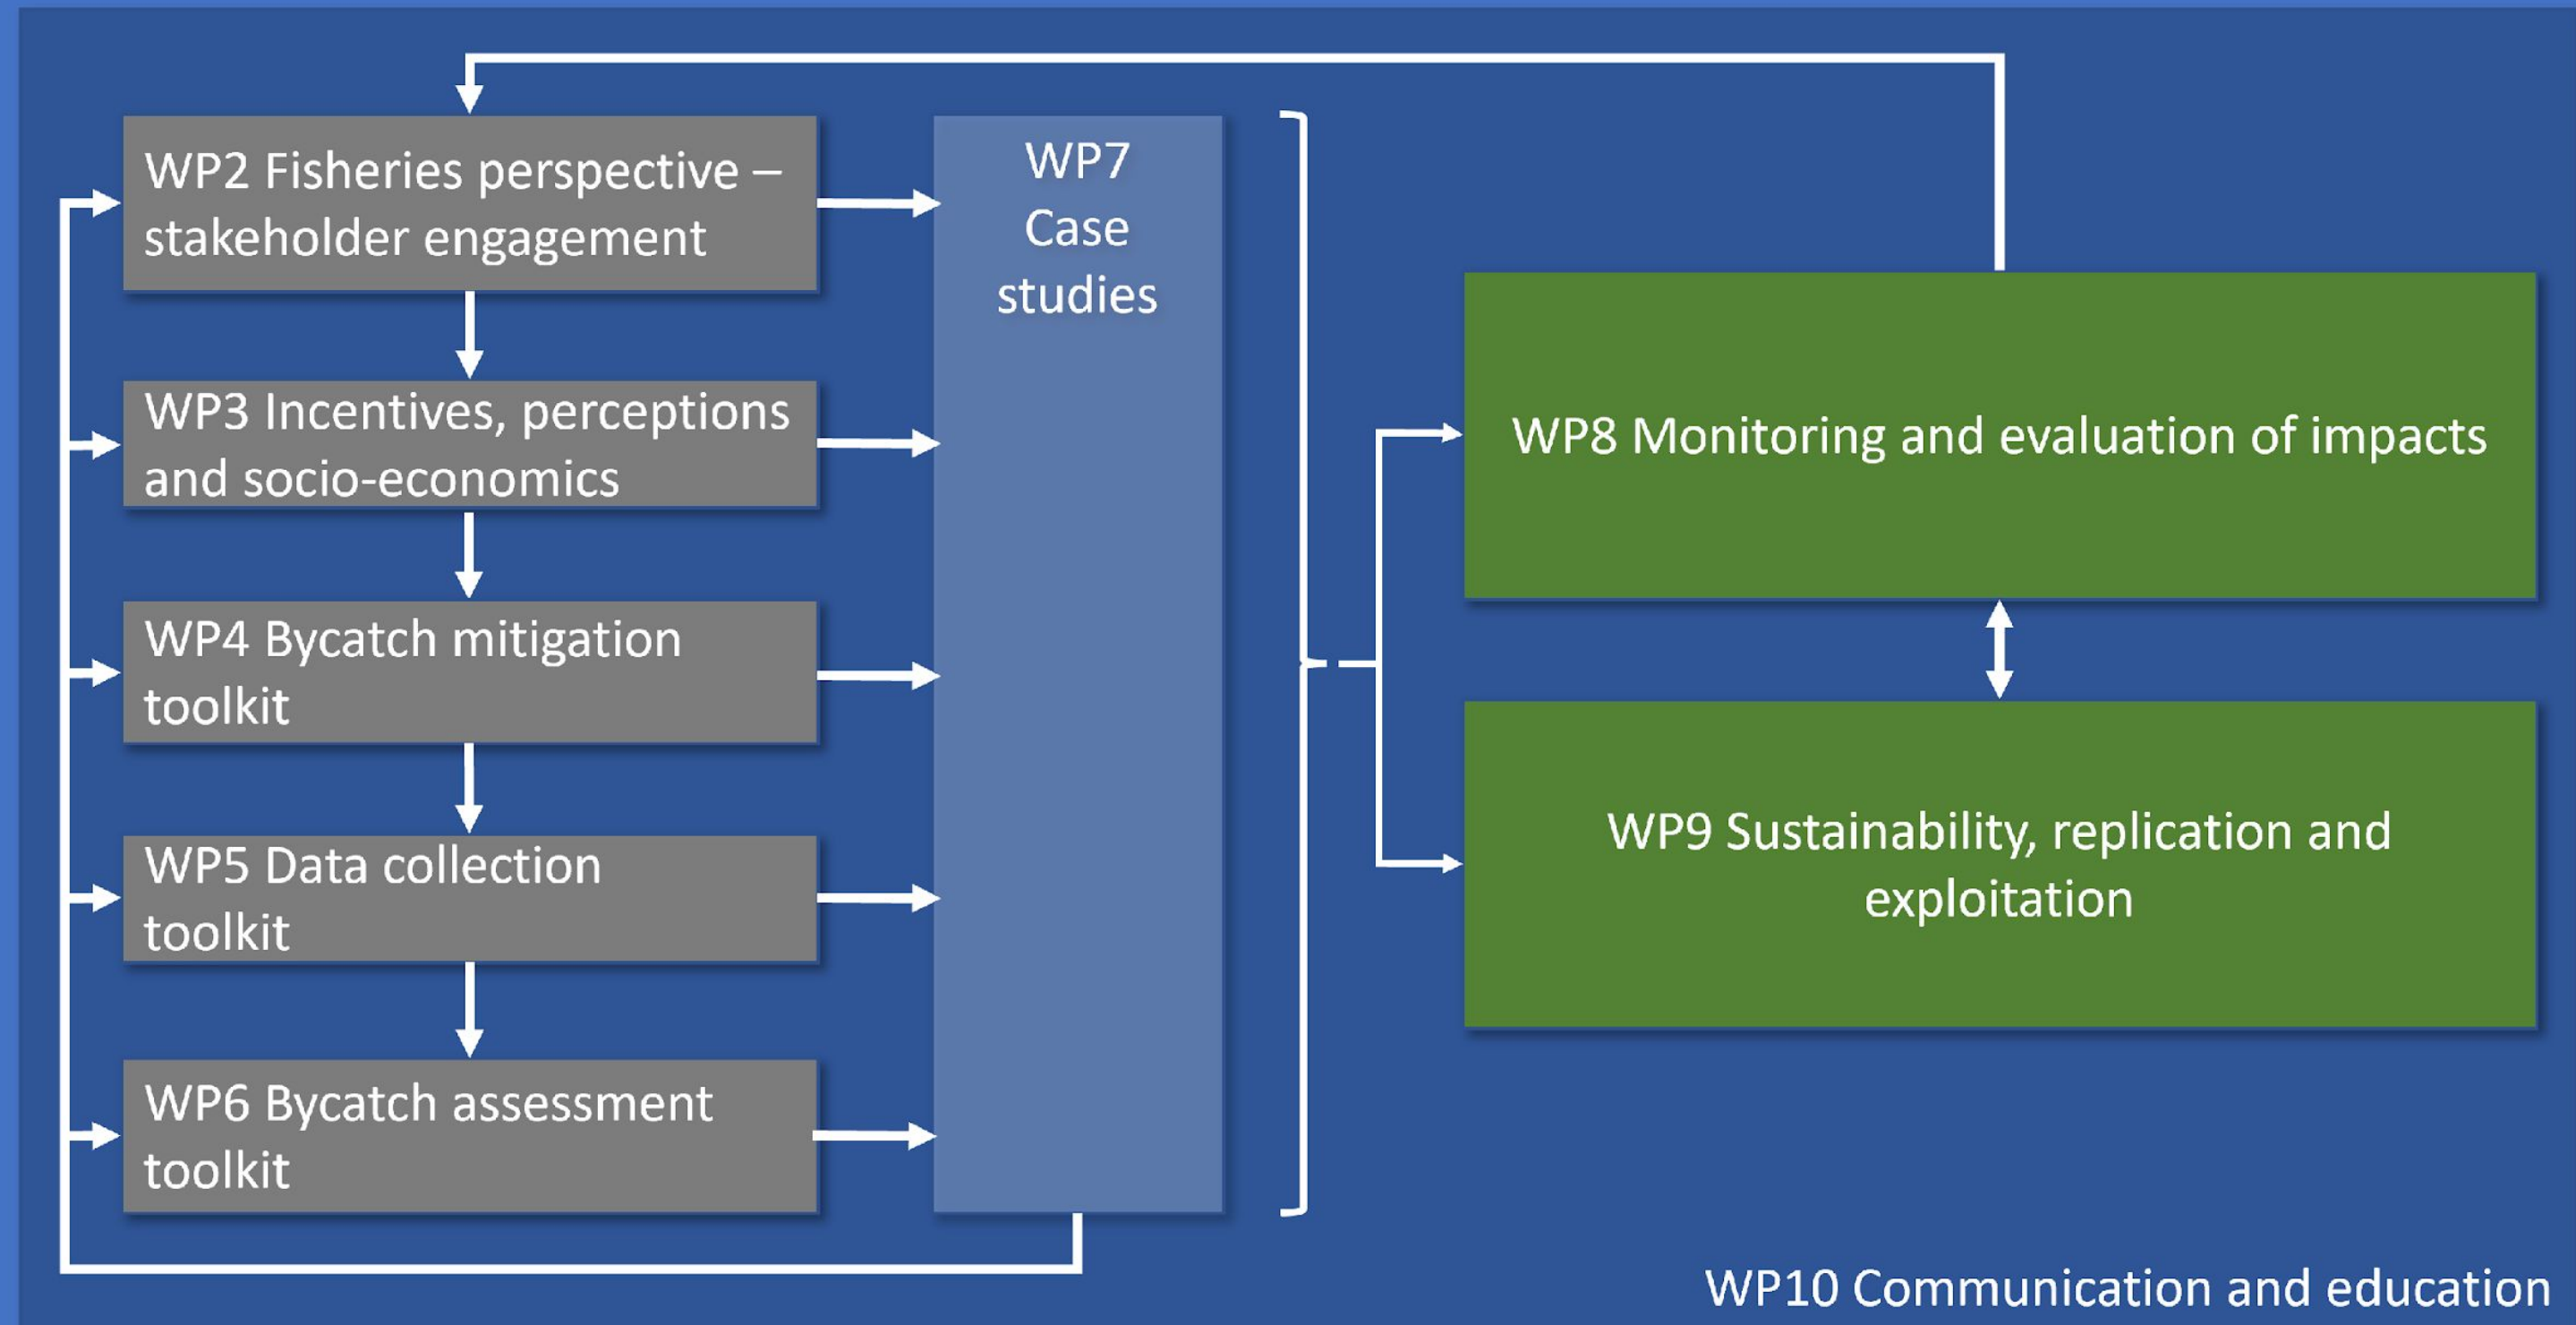 WP2 Fisheries perspective –
stakeholder engagement
WP3 Incentives, perceptions
and socio-economics
WP4 Bycatch mitigation
toolkit
WP5 Data collection
toolkit
WP6 Bycatch assessment
toolkit
WP7
Case
studies
WP8 Monitoring and evaluation of impacts
WP9 Sustainability, replication and
exploitation
WP10 Communication and education